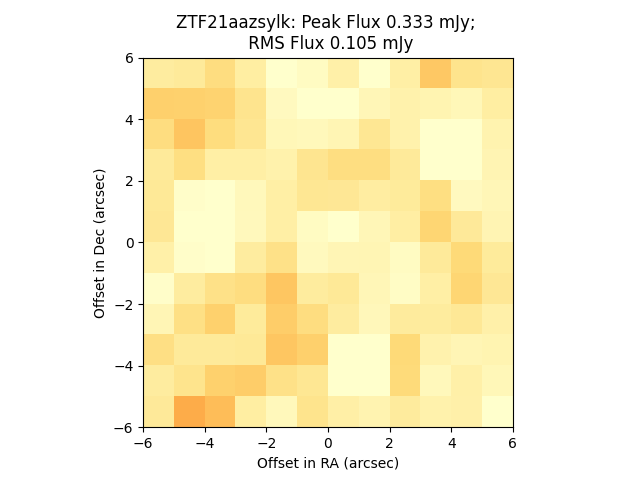 ZTF21aazsylk: Peak Flux 0.333 mJy;
RMS Flux 0.105 mJy
6
4
2
0
−2
−4
−6
Offset in Dec (arcsec)
−6 −4 −2 0 2 4 6
Offset in RA (arcsec)